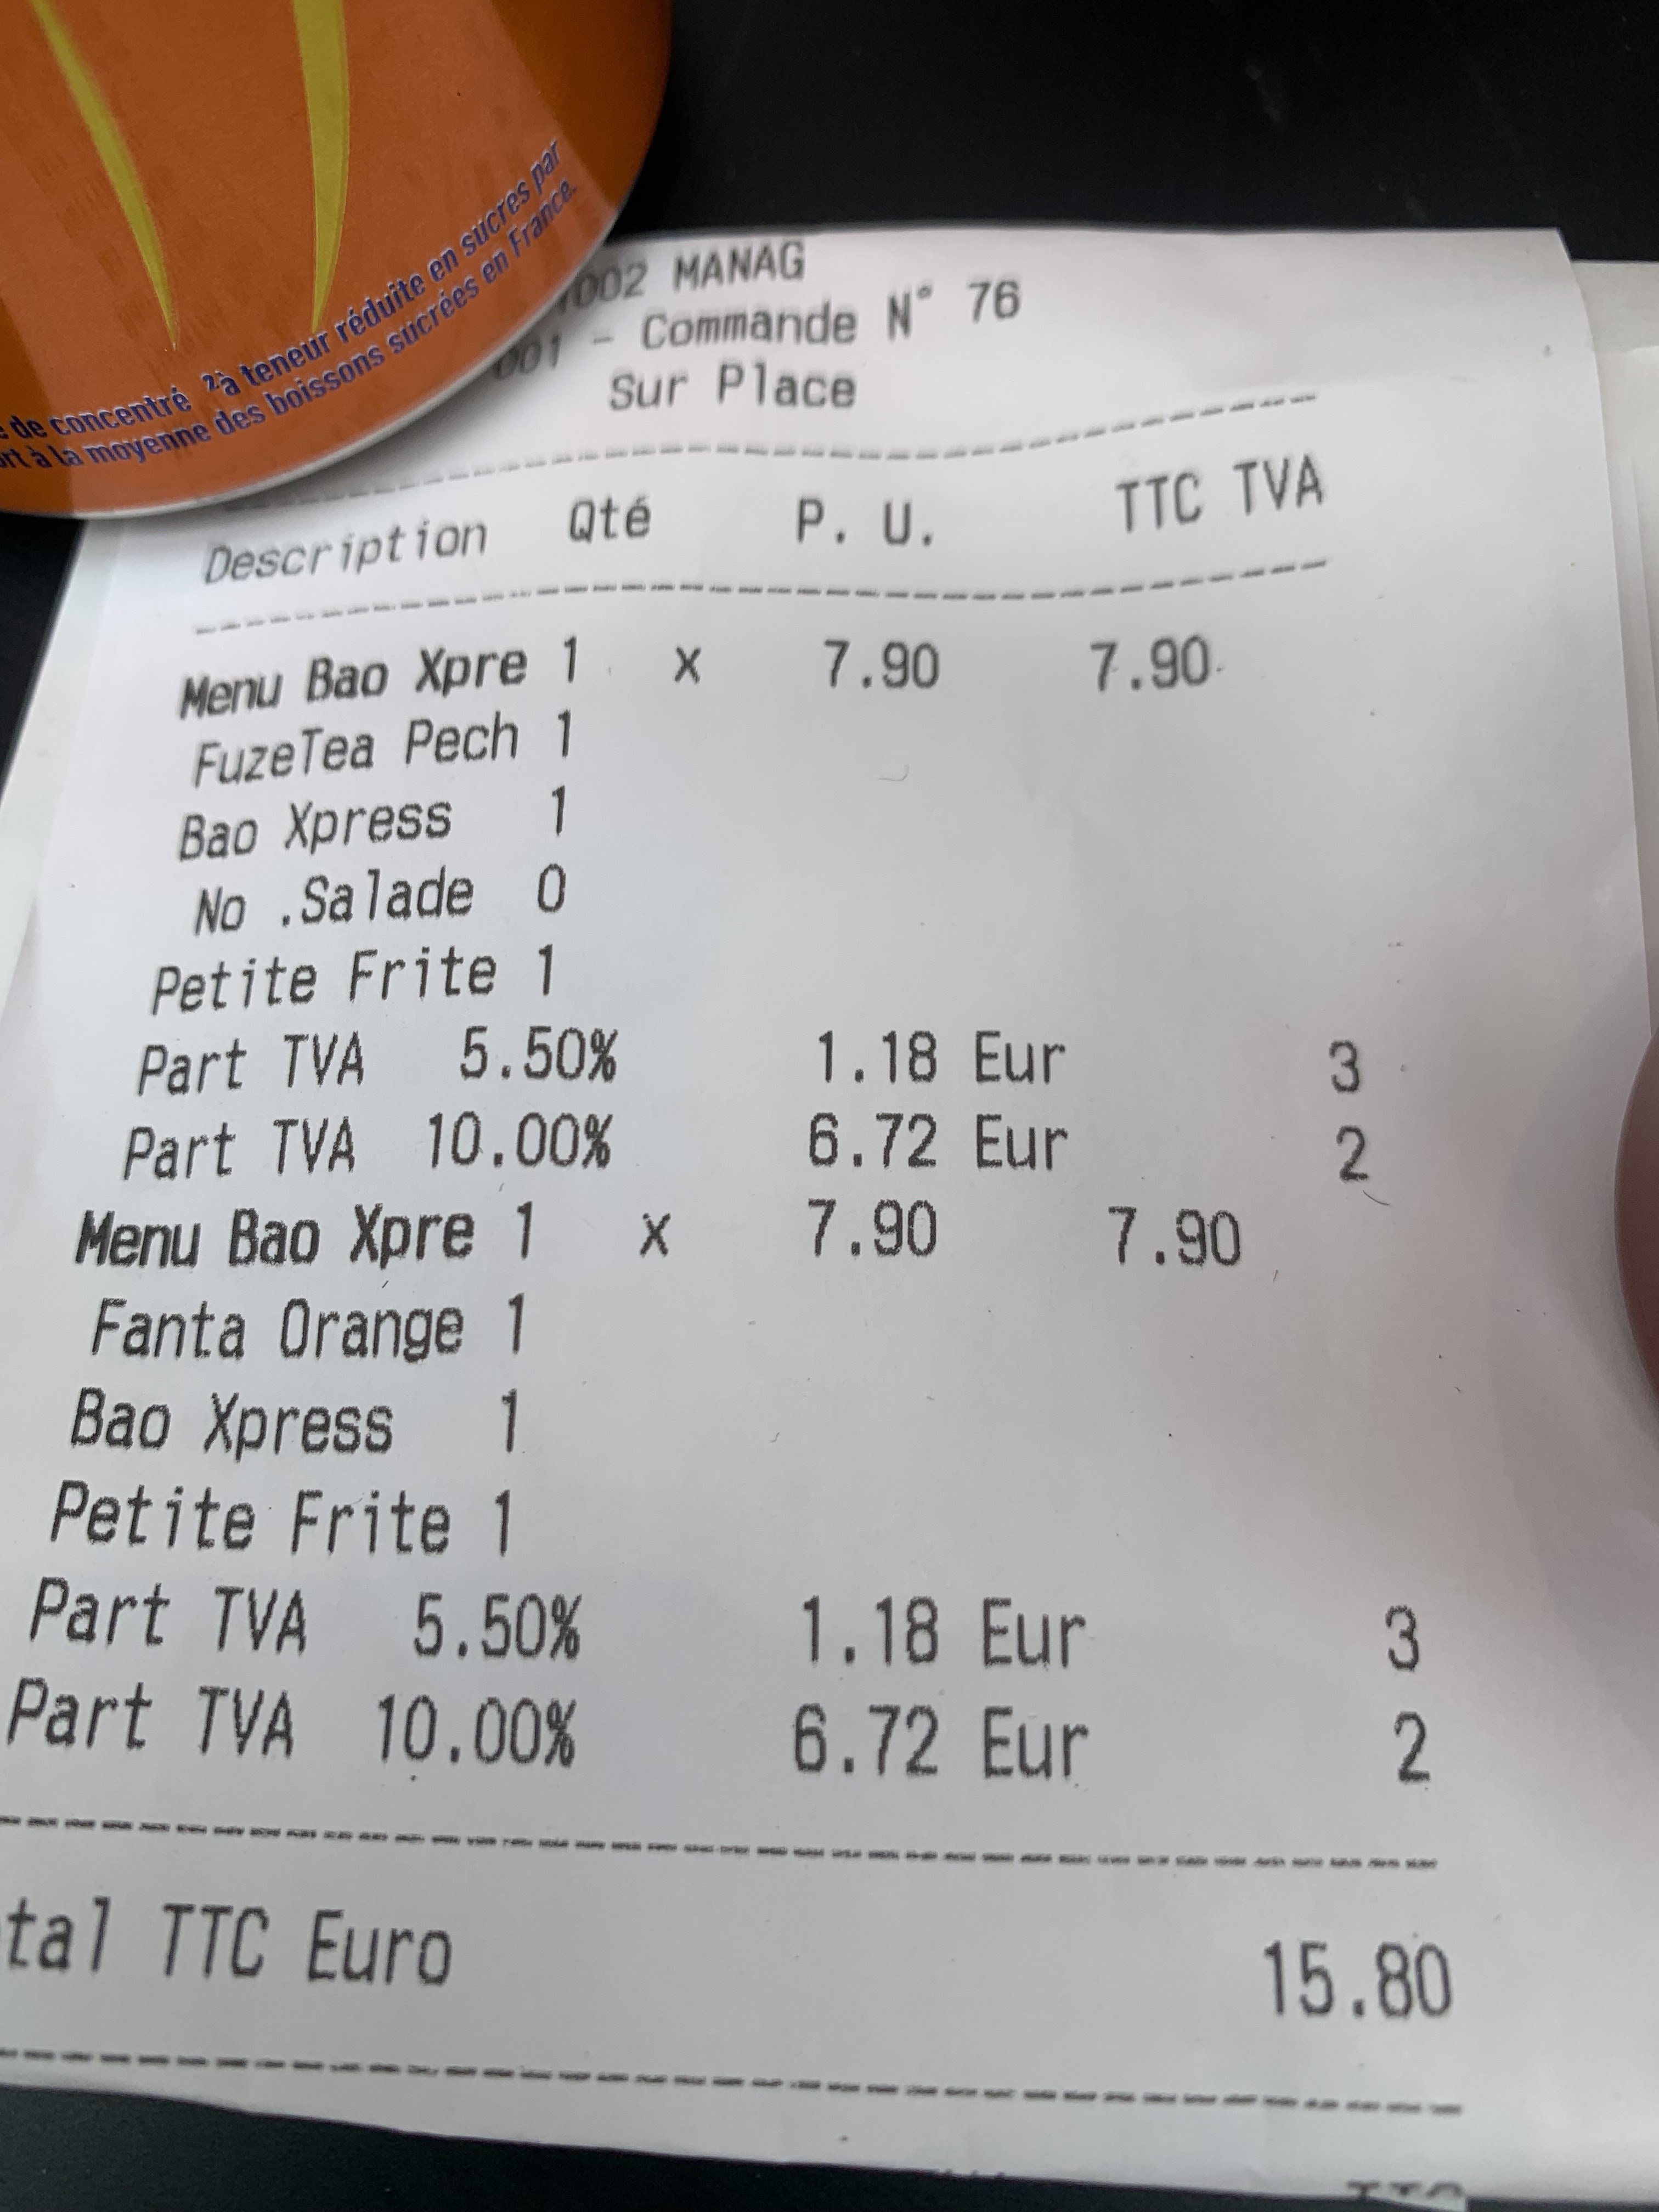 de concentré ²à teneur réduite en sucres par
à la moyenne des boissons sucrées en France.
002 MANAG
001 - Commande N° 76
Sur Place
Description Qté P. U. TTC TVA
Menu Bao Xpre 1 x 7.90 7.90
FuzeTea Pech 1
Bao Xpress 1
No .Salade 0
Petite Frite 1
Part TVA 5.50% 1.18 Eur 3
Part TVA 10.00% 6.72 Eur 2
Menu Bao Xpre 1 x 7.90 7.90
Fanta Orange 1
Bao Xpress 1
Petite Frite 1
Part TVA 5.50% 1.18 Eur 3
Part TVA 10.00% 6.72 Eur 2
tal TTC Euro 15.80